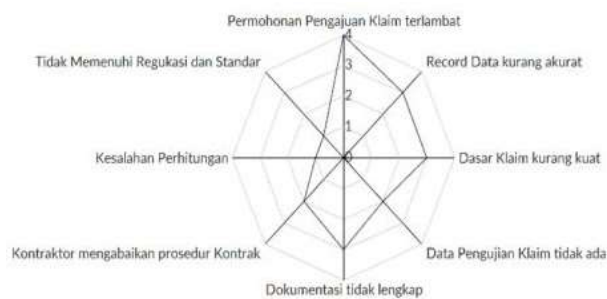 Permohonan Pengajuan Klaim terlambat
4
Tidak Memenuhi Regukasi dan Standar
Record Data kurang akurat
3
2
1
Kesalahan Perhitungan
0
Dasar Klaim kurang kuat
Kontraktor mengabaikan prosedur Kontrak
Data Pengujian Klaim tidak ada
Dokumentasi tidak lengkap